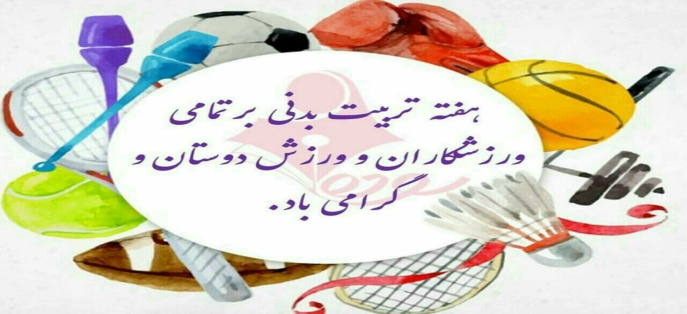 هفته تربیت بدنی بر تمامی
ورزشکاران و ورزش دوستان و
گرامی باد.